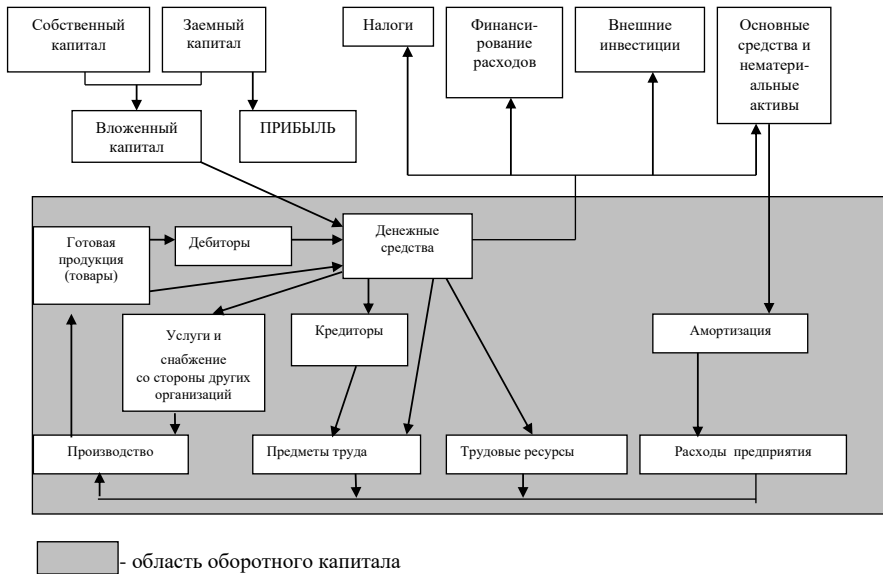 Собственный
капитал
Заемный
капитал
Налоги
Финанси-
рование
расходов
Внешние
инвестиции
Основные
средства и
нематери-
альные
активы
Вложенный
капитал
ПРИБЫЛЬ
Готовая
продукция
(товары)
Дебиторы
Денежные
средства
Услуги и
снабжение
со стороны других
организаций
Кредиторы
Амортизация
Производство
Предметы труда
Трудовые ресурсы
Расходы предприятия
- область оборотного капитала